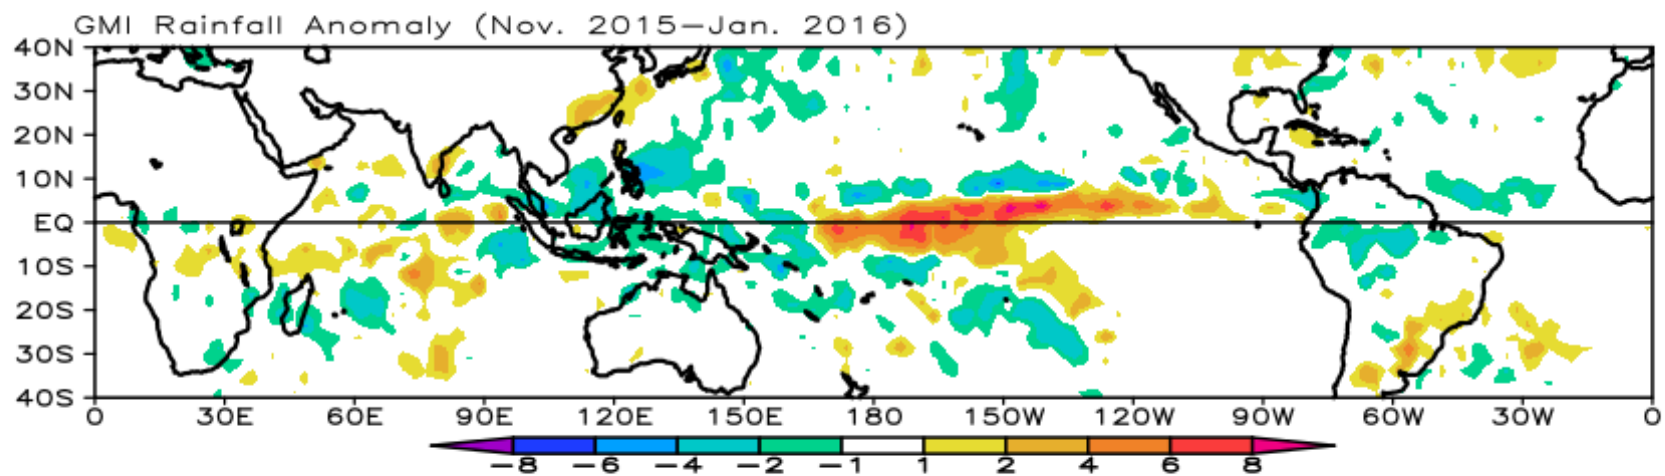 GMI Rainfall Anomaly (Nov. 2015-Jan. 2016)
40N
30N
20N
10N
EQ
10S
20S
30S
40S
0 30E 60E 90E 120E 150E 180 150W 120W 90W 60W 30W 0
-8 -6 -4 -2 -1 1 2 4 6 8